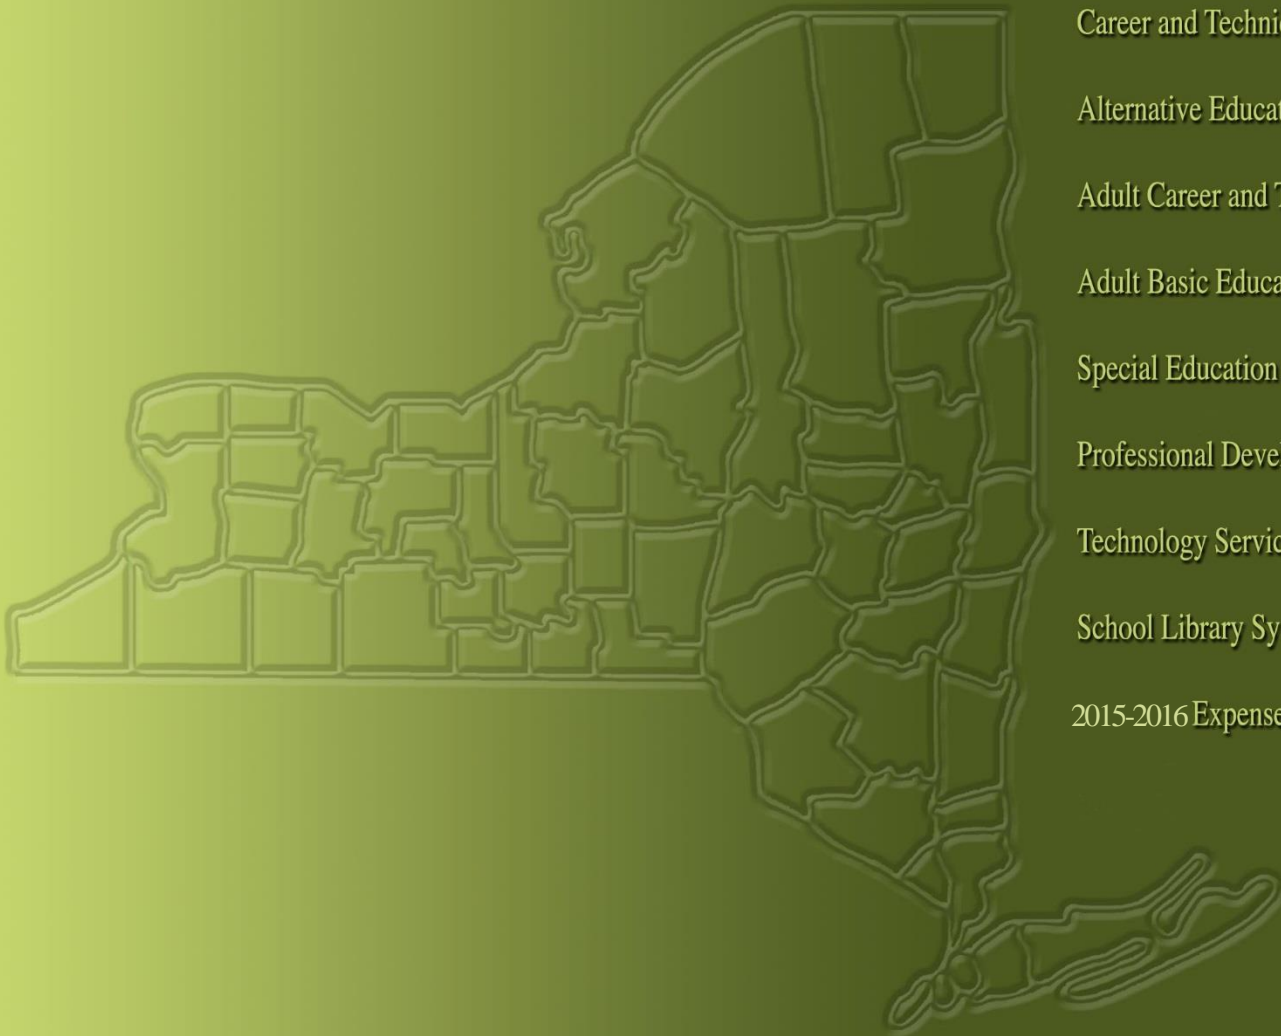 Career and Techni
Alternative Educat
Adult Career and T
Adult Basic Educa
Special Education
Professional Deve
Technology Servic
School Library Sy
2015-2016 Expense